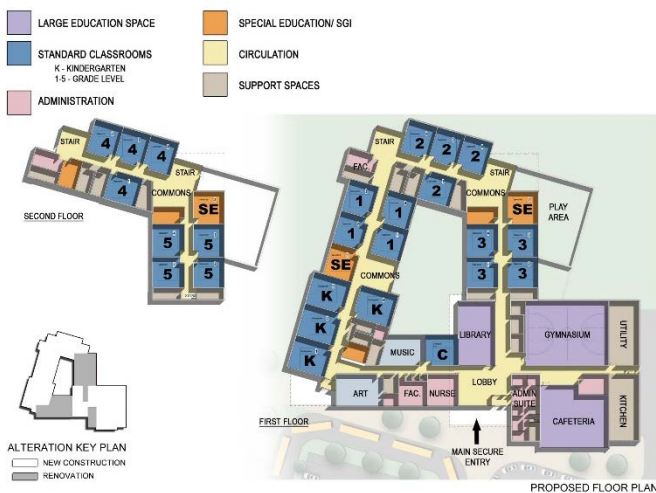 LARGE EDUCATION SPACE
SPECIAL EDUCATION/ SGI
STANDARD CLASSROOMS
K - KINDERGARTEN
1-5 - GRADE LEVEL
CIRCULATION
ADMINISTRATION
SUPPORT SPACES
STAIR
4
4
4
4
STAIR
COMMONS
SE
5
5
5
5
SECOND FLOOR
STAIR
2
2
2
2
STAIR
FAC.
COMMONS
SE
PLAY
AREA
1
1
1
1
3
3
3
3
SE
COMMONS
K
K
K
K
LIBRARY
GYMNASIUM
UTILITY
MUSIC
C
LOBBY
ART
FAC.
NURSE
ADMIN
SUITE
CAFETERIA
KITCHEN
FIRST FLOOR
MAIN SECURE
ENTRY
ALTERATION KEY PLAN
NEW CONSTRUCTION
RENOVATION
PROPOSED FLOOR PLAN